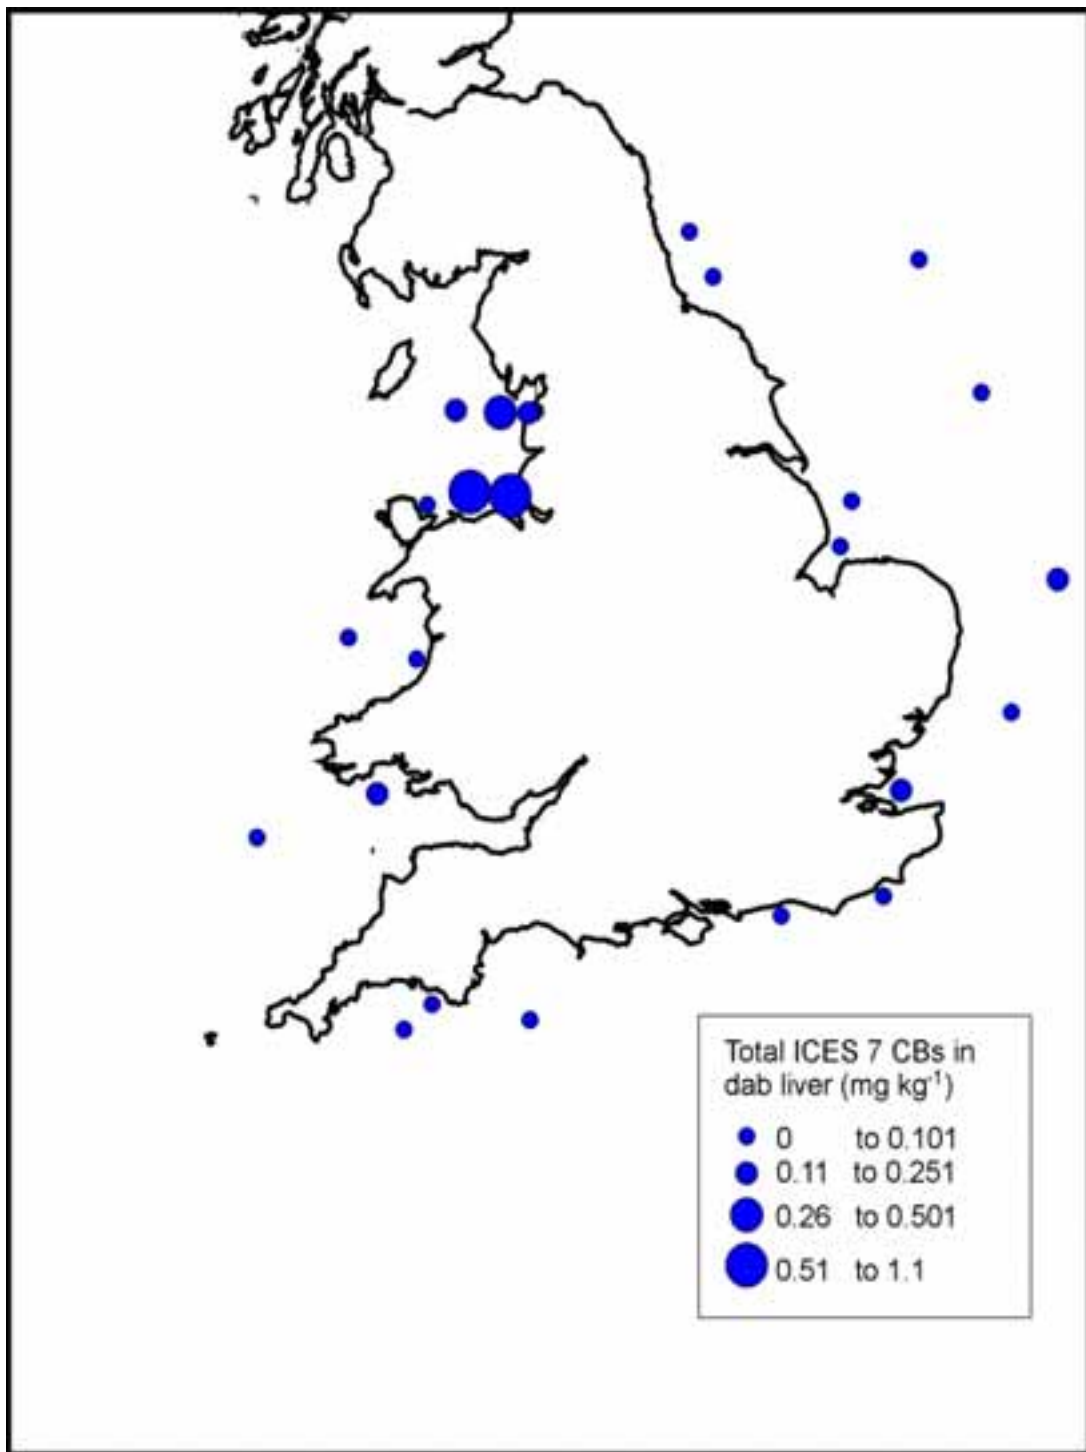 Total ICES 7 CBs in
dab liver (mg kg⁻¹)
0 to 0.101
0.11 to 0.251
0.26 to 0.501
0.51 to 1.1